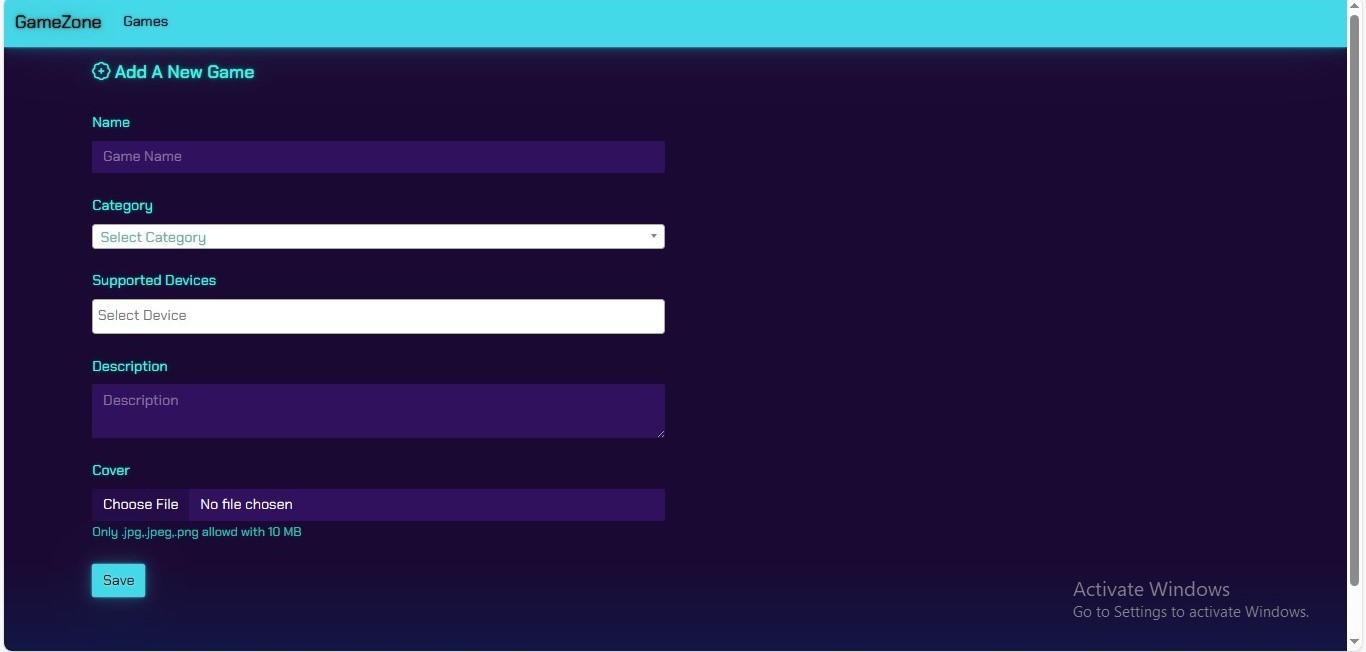 GameZone Games
Add A New Game
Name
Game Name
Category
Select Category
Supported Devices
Select Device
Description
Description
Cover
Choose File No file chosen
Only .jpg,.jpeg,.png allowd with 10 MB
Save
Activate Windows
Go to Settings to activate Windows.